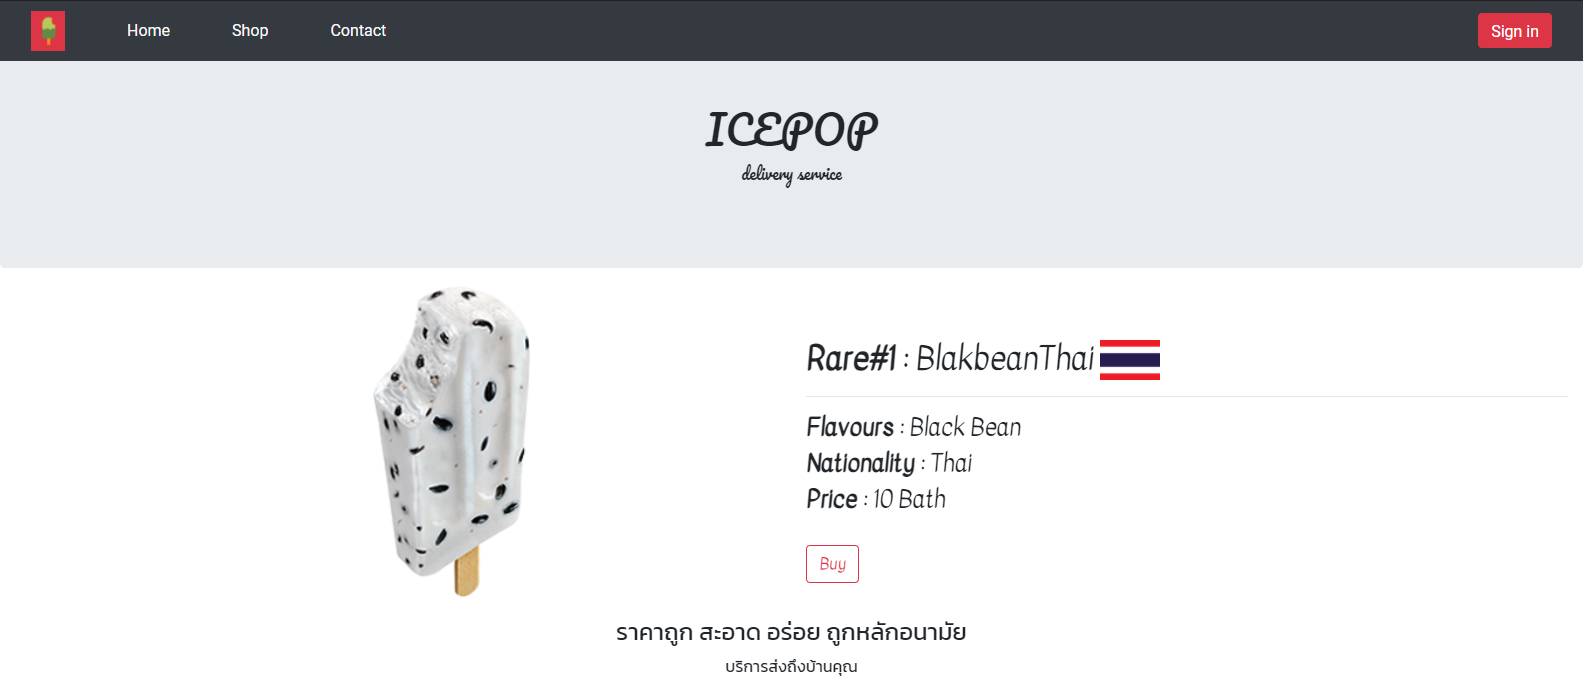 Home Shop Contact Sign in
ICEPOP
delivery service
Rare#1 : BlakbeanThai
Flavours : Black Bean
Nationality : Thai
Price : 10 Bath
Buy
ราคาถูก สะอาด อร่อย ถูกหลักอนามัย
บริการส่งถึงบ้านคุณ